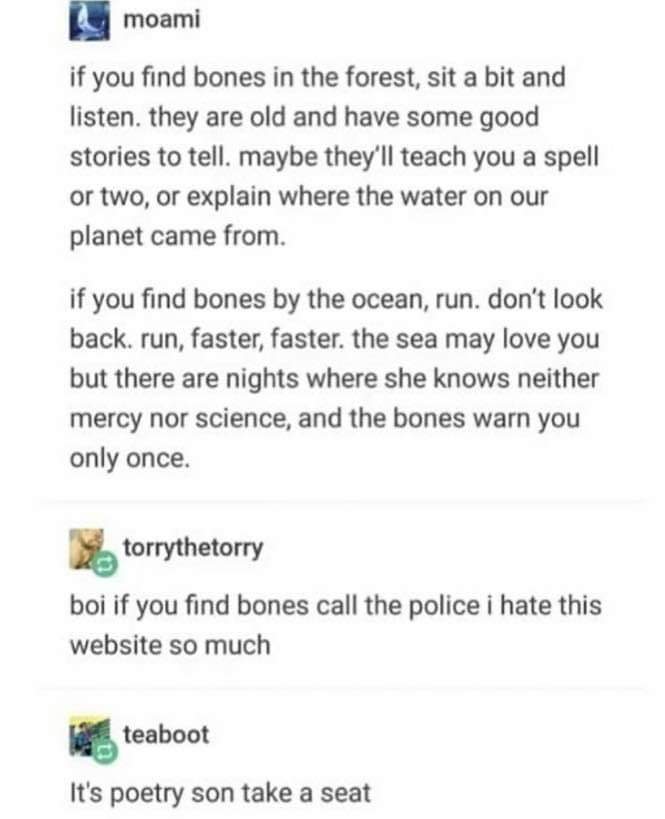 moami
if you find bones in the forest, sit a bit and
listen. they are old and have some good
stories to tell. maybe they'll teach you a spell
or two, or explain where the water on our
planet came from.
if you find bones by the ocean, run. don't look
back. run, faster, faster. the sea may love you
but there are nights where she knows neither
mercy nor science, and the bones warn you
only once.
torrythetorry
boi if you find bones call the police i hate this
website so much
teaboot
It's poetry son take a seat